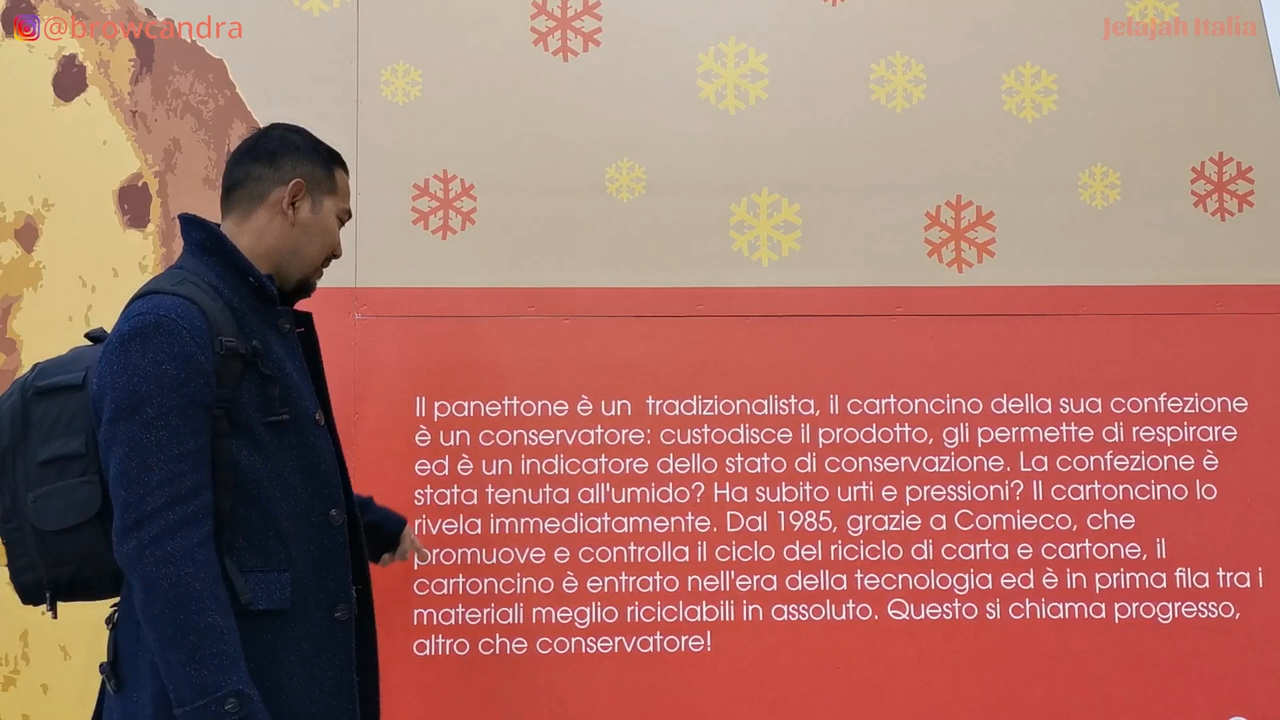 @browcandra
Jelajah Italia
Il panettone è un tradizionalista, il cartoncino della sua confezione
è un conservatore: custodisce il prodotto, gli permette di respirare
ed è un indicatore dello stato di conservazione. La confezione è
stata tenuta all'umido? Ha subito urti e pressioni? Il cartoncino lo
rivela immediatamente. Dal 1985, grazie a Comieco, che
promuove e controlla il ciclo del riciclo di carta e cartone, il
cartoncino è entrato nell'era della tecnologia ed è in prima fila tra i
materiali meglio riciclabili in assoluto. Questo si chiama progresso,
altro che conservatore!